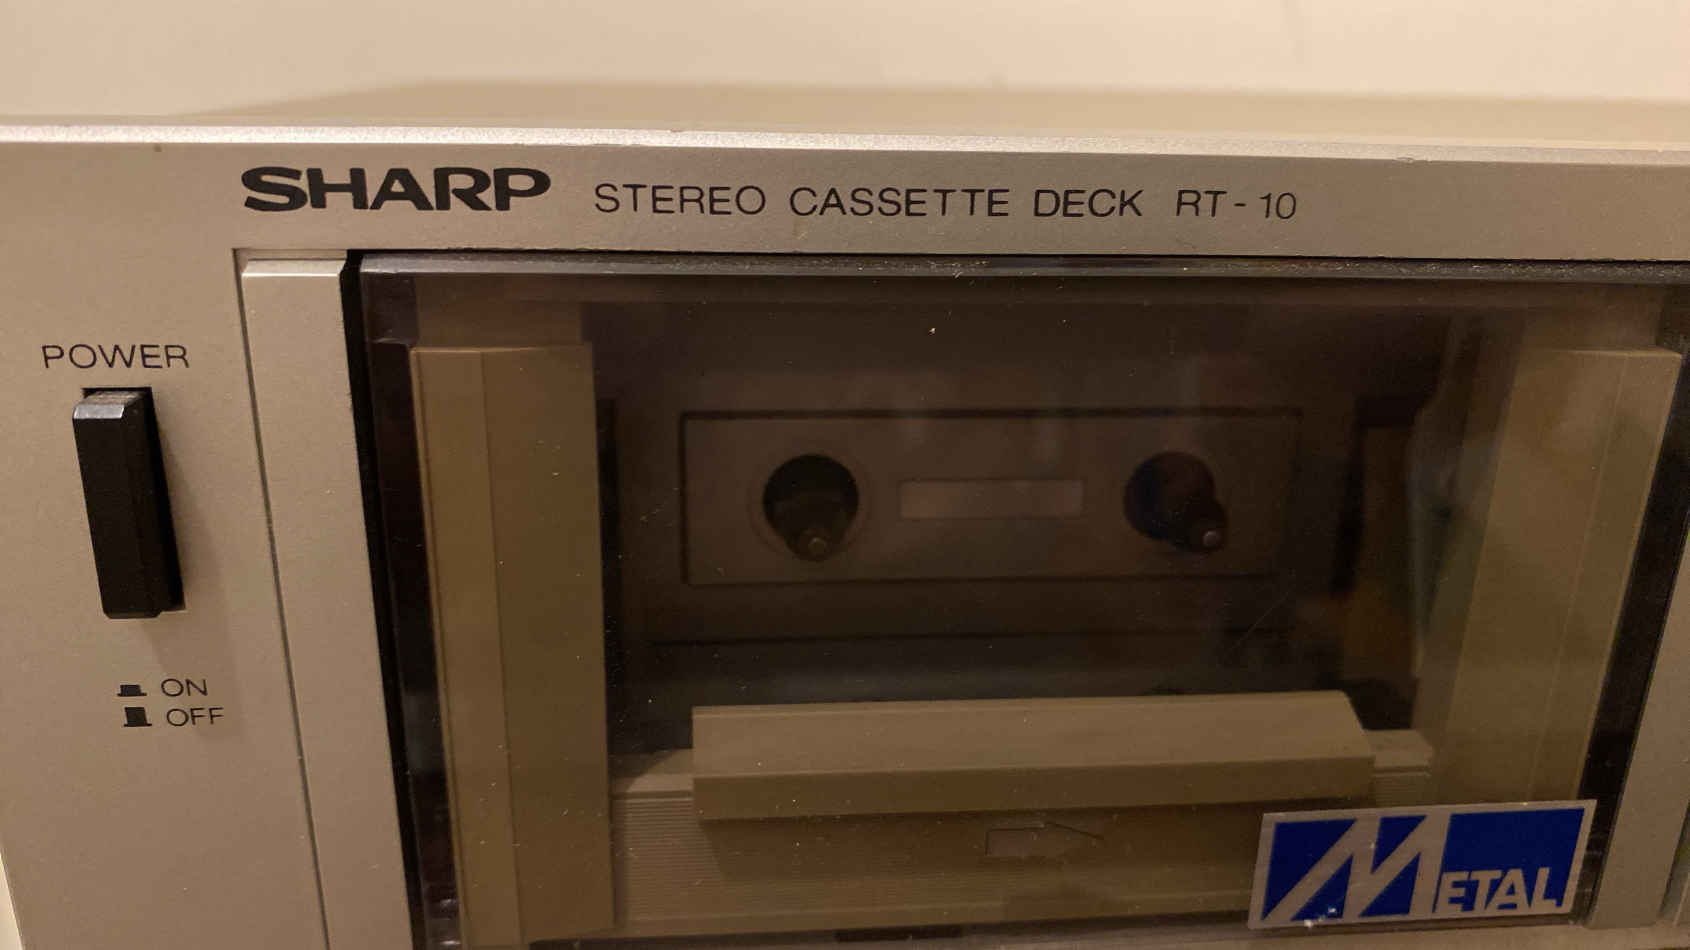 SHARP STEREO CASSETTE DECK RT-10
POWER
ON
OFF
METAL